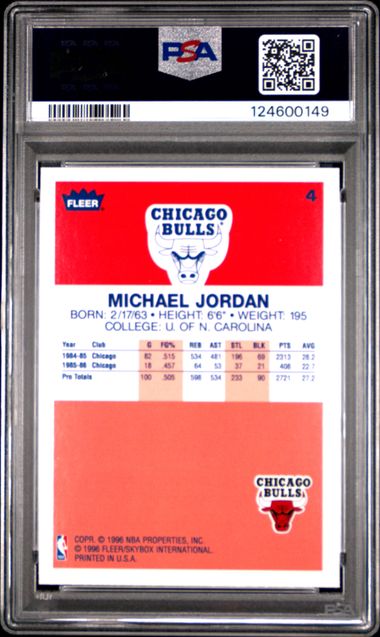 PSA
124600149
FLEER
4
CHICAGO
BULLS
MICHAEL JORDAN
BORN: 2/17/63 • HEIGHT: 6'6" • WEIGHT: 195
COLLEGE: U. OF N. CAROLINA
Year Club G FG% REB AST STL BLK PTS AVG
1984-85 Chicago 82 .515 534 481 196 69 2313 28.2
1985-86 Chicago 18 .457 64 53 37 21 408 22.7
Pro Totals 100 .505 598 534 233 90 2721 27.2
CHICAGO
BULLS
COPR. © 1996 NBA PROPERTIES, INC.
© 1996 FLEER/SKYBOX INTERNATIONAL.
PRINTED IN U.S.A.
PSA